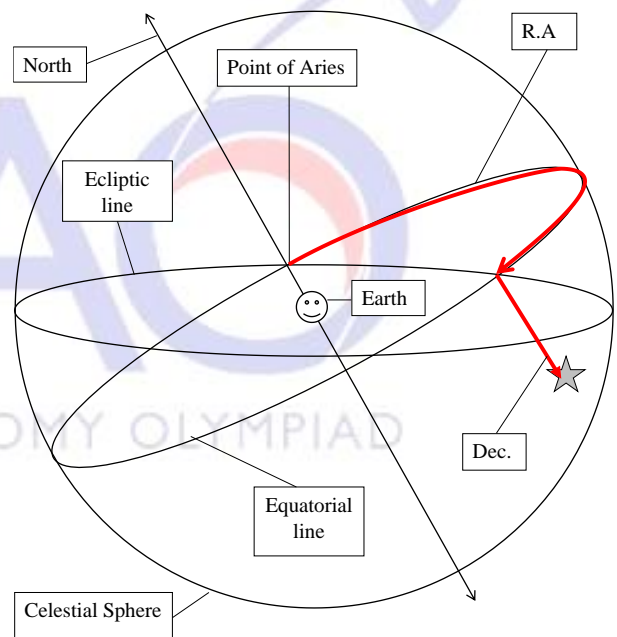 R.A
North
Point of Aries
Ecliptic
line
Earth
OMY OLYMPIAD
Dec.
Equatorial
line
Celestial Sphere